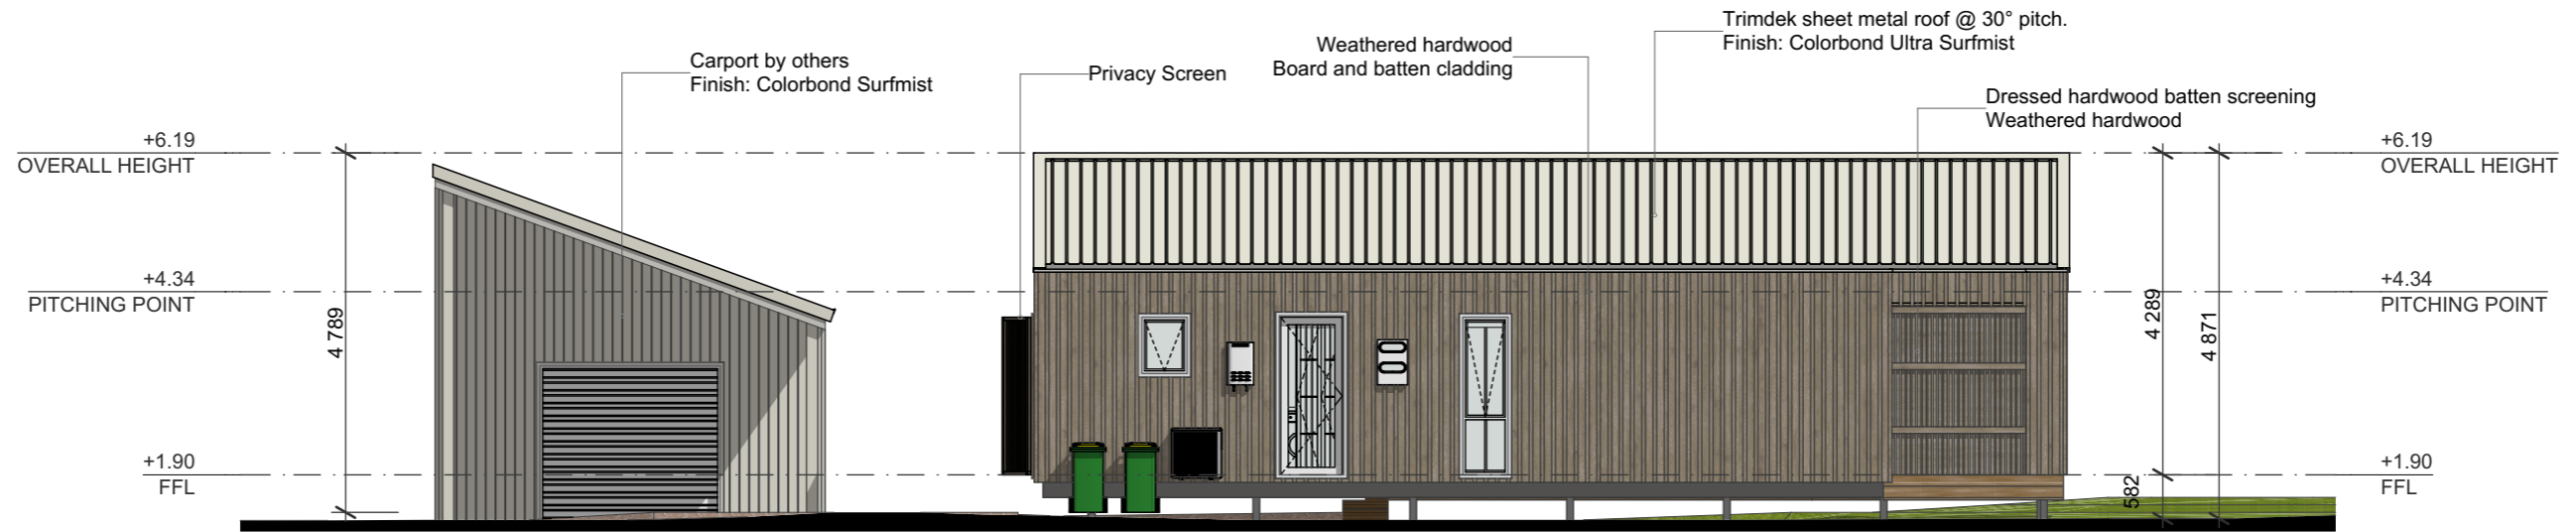 Trimdek sheet metal roof @ 30° pitch.
Finish: Colorbond Ultra Surfmist
Weathered hardwood
Board and batten cladding
Carport by others
Finish: Colorbond Surfmist
Privacy Screen
Dressed hardwood batten screening
Weathered hardwood
+6.19
OVERALL HEIGHT
+6.19
OVERALL HEIGHT
+4.34
PITCHING POINT
+4.34
PITCHING POINT
4 789
4 289
4 871
+1.90
FFL
+1.90
FFL
582